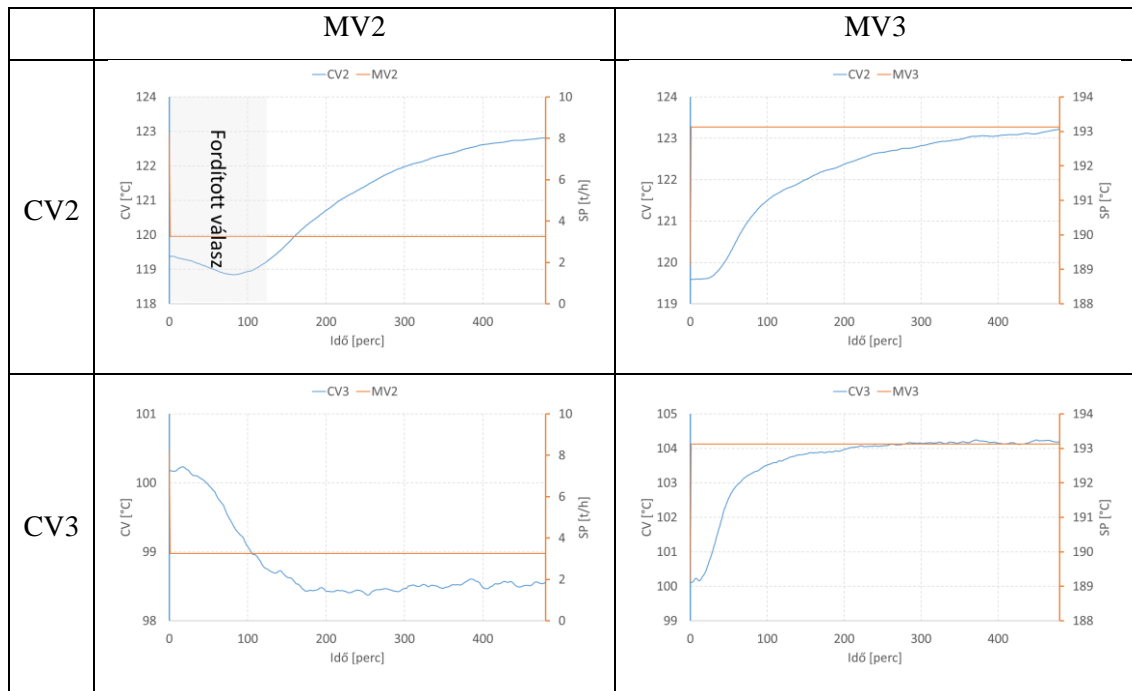 MV2
MV3
CV2
CV2 MV2
124
123
122
121
120
119
118
10
8
6
4
2
0
0 100 200 300 400
CV [°C]
SP [t/h]
Idő [perc]
Fordított válasz
CV2 MV3
124
123
122
121
120
119
194
193
192
191
190
189
188
0 100 200 300 400
CV [°C]
SP [°C]
Idő [perc]
CV3
CV3 MV2
101
100
99
98
10
8
6
4
2
0
0 100 200 300 400
CV [°C]
SP [t/h]
Idő [perc]
CV3 MV3
105
104
103
102
101
100
99
194
193
192
191
190
189
188
0 100 200 300 400
CV [°C]
SP [°C]
Idő [perc]